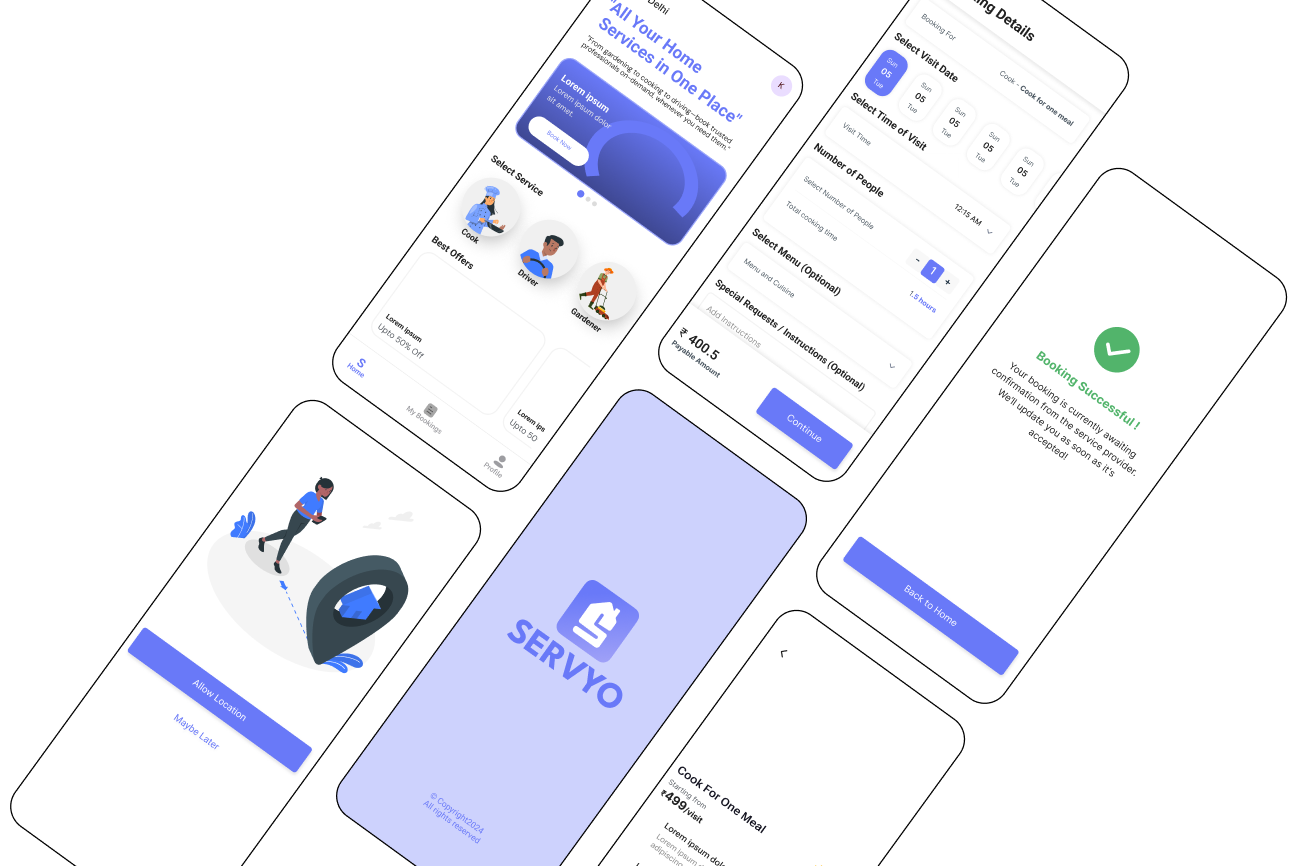 Delhi
"All Your Home
Services in One Place"
"From gardening to cooking to driving—book trusted
professionals on-demand, whenever you need them."
K
Lorem ipsum
Lorem ipsum dolor
sit amet.
Book Now
Select Service
Cook
Driver
Gardener
Best Offers
Lorem Ipsum
Upto 50% Off
Lorem Ips
Upto 50
S
Home
My Bookings
Profile
ing Details
Booking For
Cook - Cook for one meal
Select Visit Date
Sun
05
Tue
Sun
05
Tue
Sun
05
Tue
Sun
05
Tue
Sun
05
Tue
Select Time of Visit
Visit Time
12:15 AM
Number of People
Select Number of People
- 1 +
Total cooking time
1.5 hours
Select Menu (Optional)
Menu and Cuisine
Special Requests / Instructions (Optional)
Add Instructions
₹ 400.5
Payable Amount
Continue
Booking Successful !
Your booking is currently awaiting
confirmation from the service provider.
We'll update you as soon as it's
accepted!
Back to Home
Allow Location
Maybe Later
SERVYO
© Copyright2024
All rights reserved
Cook For One Meal
Starting from
₹499/visit
Lorem ipsum dol
Lorem ipsum
adipiscing